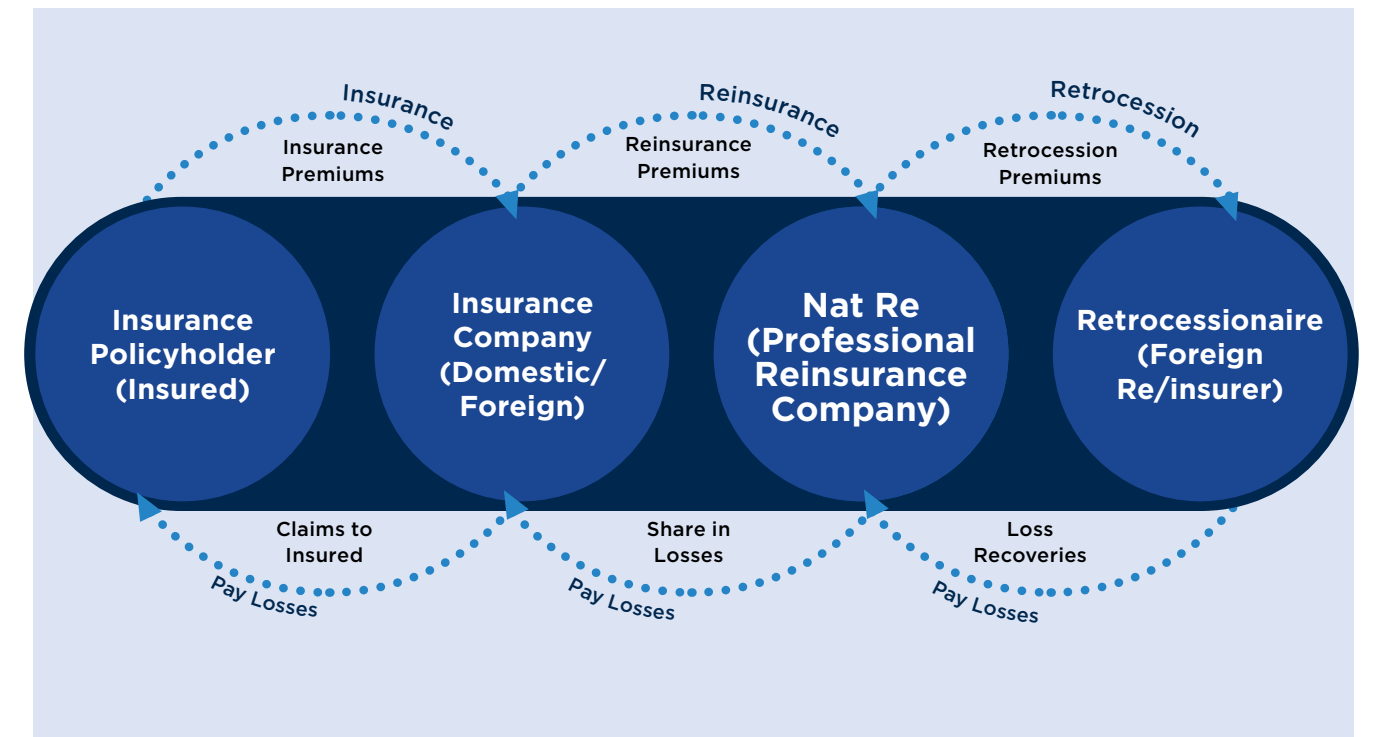 Insurance
Reinsurance
Retrocession
Insurance
Premiums
Reinsurance
Premiums
Retrocession
Premiums
Insurance
Policyholder
(Insured)
Insurance
Company
(Domestic/
Foreign)
Nat Re
(Professional
Reinsurance
Company)
Retrocessionaire
(Foreign
Re/insurer)
Claims to
Insured
Share in
Losses
Loss
Recoveries
Pay Losses
Pay Losses
Pay Losses